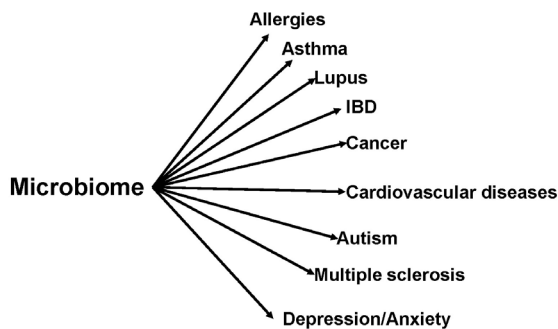 Allergies
Asthma
Lupus
IBD
Cancer
Microbiome
Cardiovascular diseases
Autism
Multiple sclerosis
Depression/Anxiety